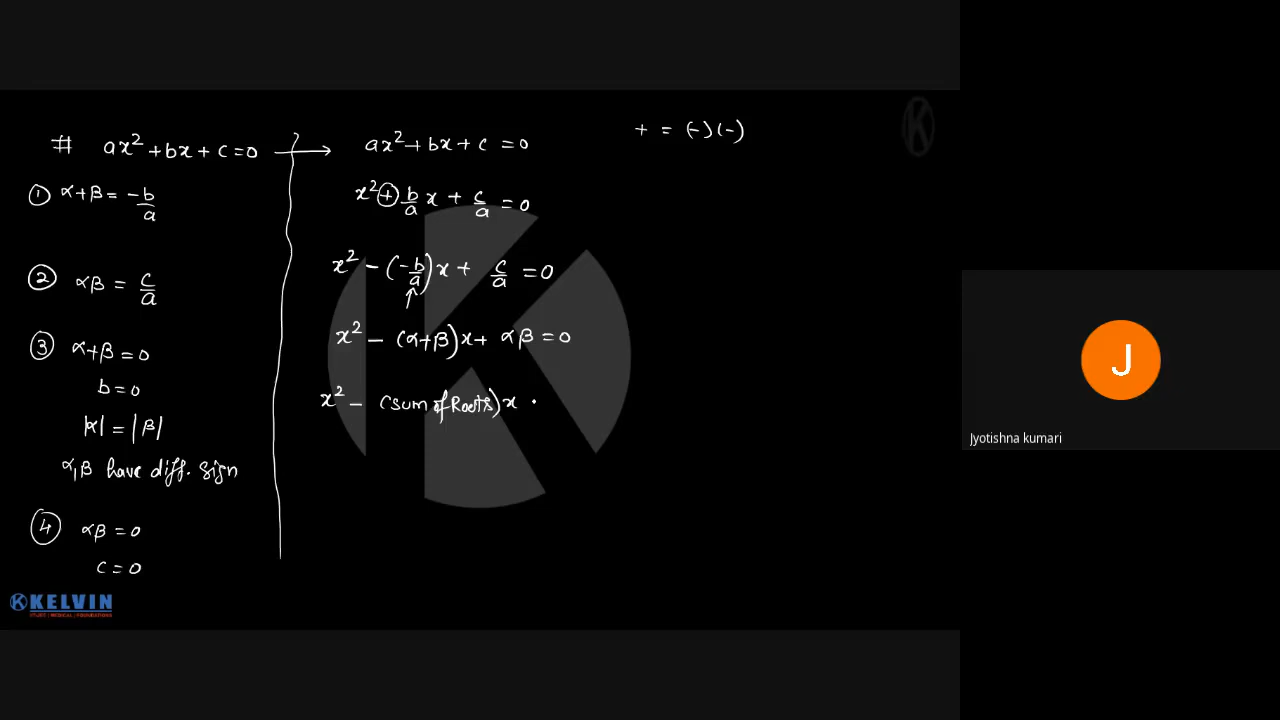 # ax² + bx + c = 0 →
① α+β = -b/a
② αβ = c/a
③ α+β = 0
b = 0
|α| = |β|
α, β have diff. sign
④ αβ = 0
c = 0
ax² + bx + c = 0
x² + b/a x + c/a = 0
x² - (-b/a)x + c/a = 0
↑
x² - (α+β)x + αβ = 0
x² - (sum of Roots)x .
+ = (-)(-)
K
KELVIN
J
Jyotishna kumari